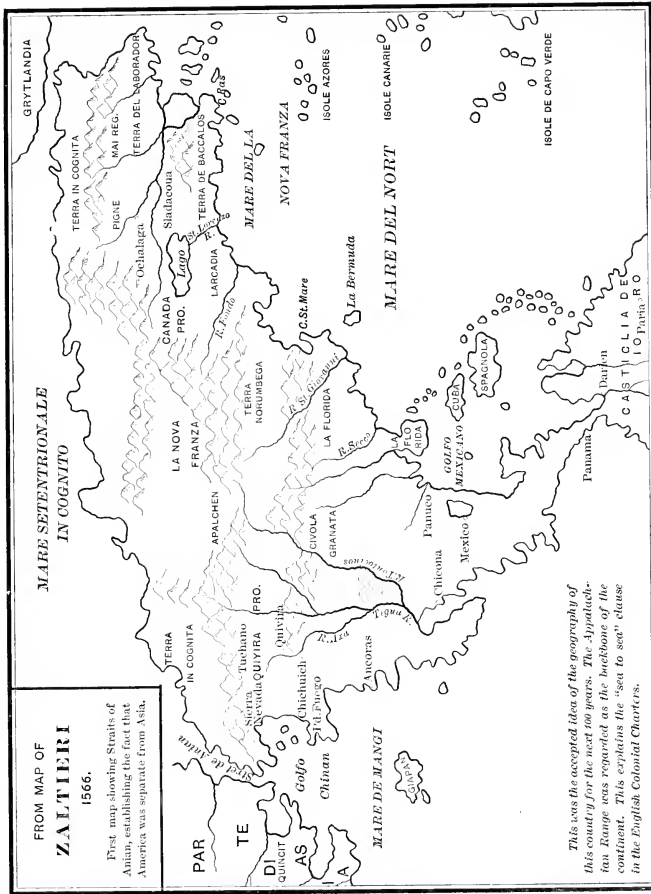 FROM MAP OF
ZALTIERI
1566.
First map showing Straits of
Anian, establishing the fact that
America was separate from Asia.
MARE SETENTRIONALE
IN COGNITO
GRYTLANDIA
TERRA IN COGNITA
MAI REG.
TERRA DEL LABORADOR
PIGNE
Ochalaga
Sladacoua
TERRA DE BACCALOS
C. Ras
CANADA
PRO.
Lago
St. Lorenzo
R.
LARCADIA
R. Fondo
MARE DEL LA
NOVA FRANZA
ISOLE AZORES
ISOLE CANARIE
ISOLE DE CAPO VERDE
MARE DEL NORT
La Bermuda
C. St. Mare
LA NOVA
FRANZA
TERRA
NORUMBEGA
R. St. Giovanni
APALCHEN
LA FLORIDA
R. Secco
LA
FLO
RIDA
TERRA
IN COGNITA
PRO.
CIVOLA
GRANATA
Tuchano
QUIVIRA
Quivira
Sierra
Nevada
R. Axa
Tigna R.
Chichuich
P'd. Fuego
Ancoras
Chicona
Panuco
Mexico
GOLFO
MEXICANO
CUBA
SPAGNOLA
Panama
Darien
Paria
CASTIGLIA DE
IORO
Stret de Anian
Golfo
Chinan
MARE DE MANGI
GIAPAN
PAR
TE
DI
QUINCIT
AS
I A
This was the accepted idea of the geography of
this country for the next 100 years. The Appalach-
ian Range was regarded as the backbone of the
continent. This explains the "sea to sea" clause
in the English Colonial Charters.